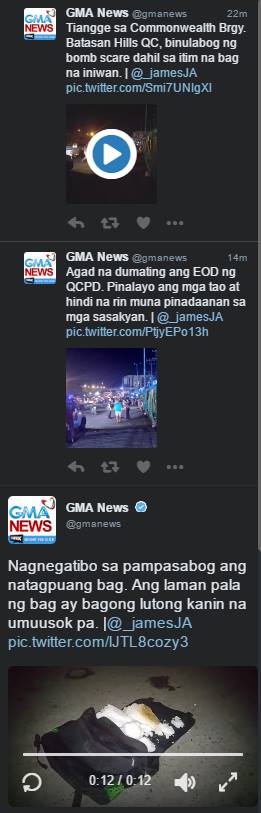 GMA News @gmanews 22m
Tiangge sa Commonwealth Brgy.
Batasan Hills QC, binulabog ng
bomb scare dahil sa itim na bag
na iniwan. | @_jamesJA
pic.twitter.com/Smi7UNIgXI
GMA
NEWS
GMA News @gmanews 14m
Agad na dumating ang EOD ng
QCPD. Pinalayo ang mga tao at
hindi na rin muna pinadaanan sa
mga sasakyan. | @_jamesJA
pic.twitter.com/PtjyEPo13h
GMA
NEWS
GMA News
@gmanews
GMA
NEWS
Nagnegatibo sa pampasabog ang
natagpuang bag. Ang laman pala
ng bag ay bagong lutong kanin na
umuusok pa. |@_jamesJA
pic.twitter.com/lJTL8cozy3
0:12 / 0:12